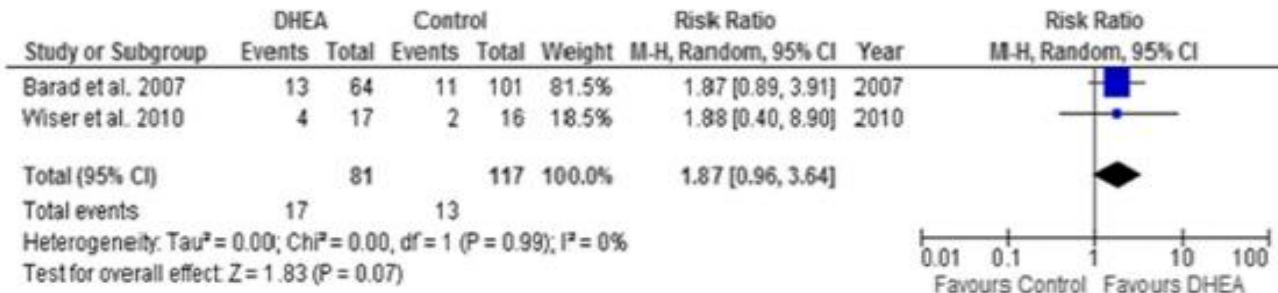 DHEA Control Risk Ratio Risk Ratio
Study or Subgroup Events Total Events Total Weight M-H, Random, 95% CI Year M-H, Random, 95% CI
Barad et al. 2007 13 64 11 101 81.5% 1.87 [0.89, 3.91] 2007
Wiser et al. 2010 4 17 2 16 18.5% 1.88 [0.40, 8.90] 2010
Total (95% CI) 81 117 100.0% 1.87 [0.96, 3.64]
Total events 17 13
Heterogeneity: Tau² = 0.00; Chi² = 0.00, df = 1 (P = 0.99); I² = 0%
Test for overall effect: Z = 1.83 (P = 0.07)
0.01 0.1 1 10 100
Favours Control Favours DHEA